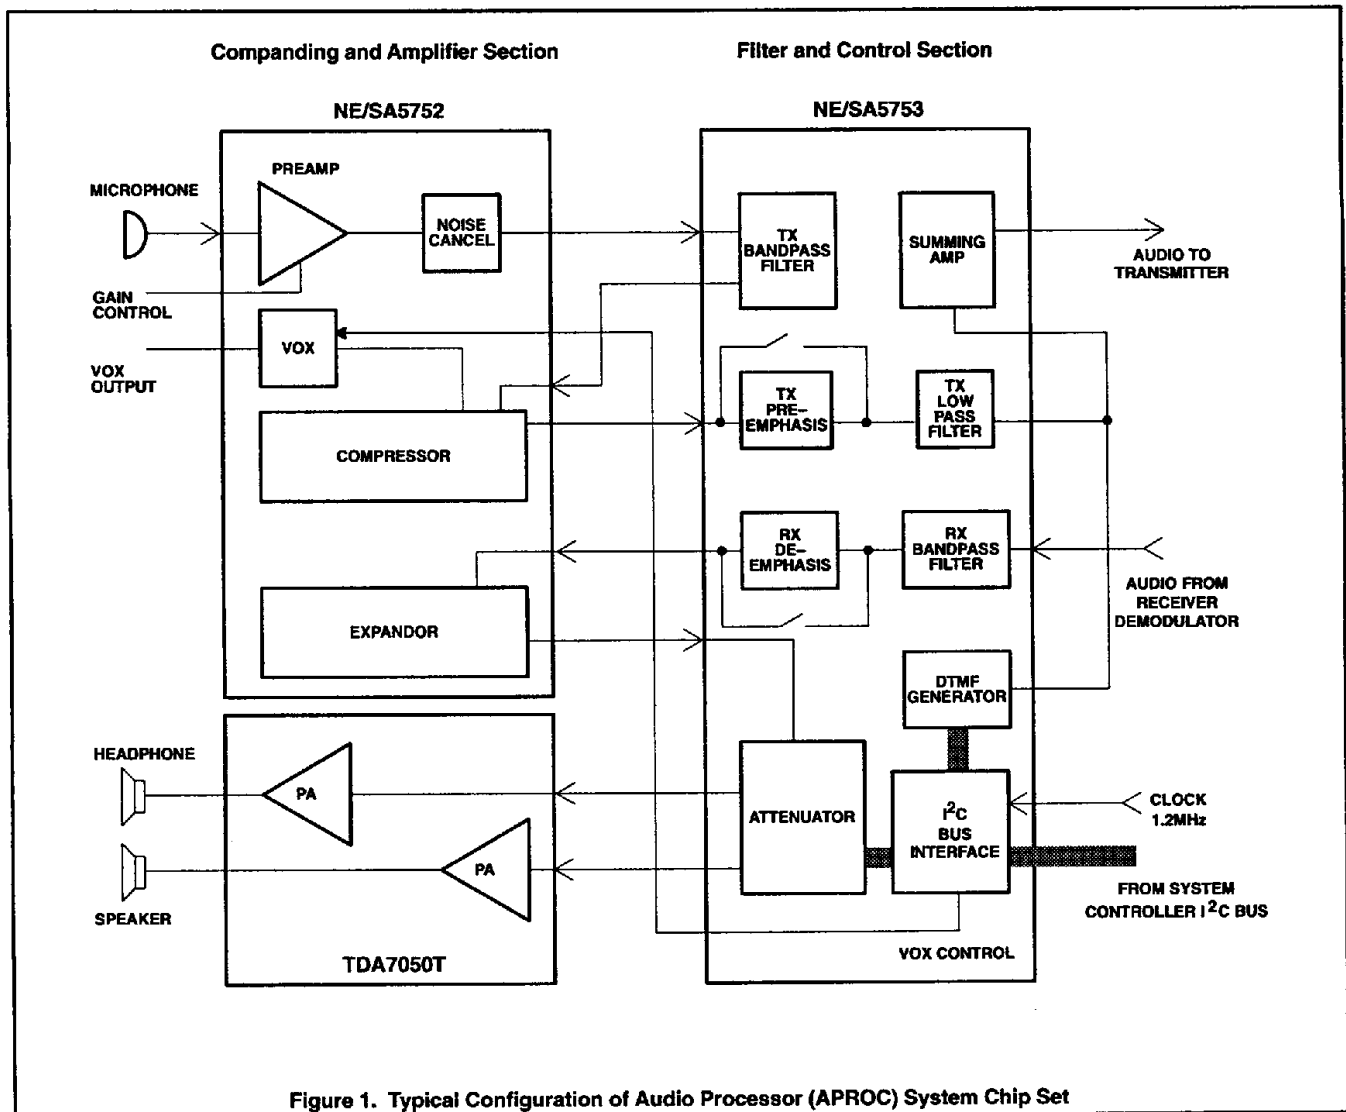 Companding and Amplifier Section
Filter and Control Section
NE/SA5752
NE/SA5753
PREAMP
MICROPHONE
NOISE
CANCEL
TX
BANDPASS
FILTER
SUMMING
AMP
AUDIO TO
TRANSMITTER
GAIN
CONTROL
VOX
VOX
OUTPUT
TX
PRE–
EMPHASIS
TX
LOW
PASS
FILTER
COMPRESSOR
RX
DE–
EMPHASIS
RX
BANDPASS
FILTER
AUDIO FROM
RECEIVER
DEMODULATOR
EXPANDOR
DTMF
GENERATOR
HEADPHONE
PA
ATTENUATOR
I²C
BUS
INTERFACE
CLOCK
1.2MHz
PA
SPEAKER
FROM SYSTEM
CONTROLLER I²C BUS
VOX CONTROL
TDA7050T
Figure 1. Typical Configuration of Audio Processor (APROC) System Chip Set